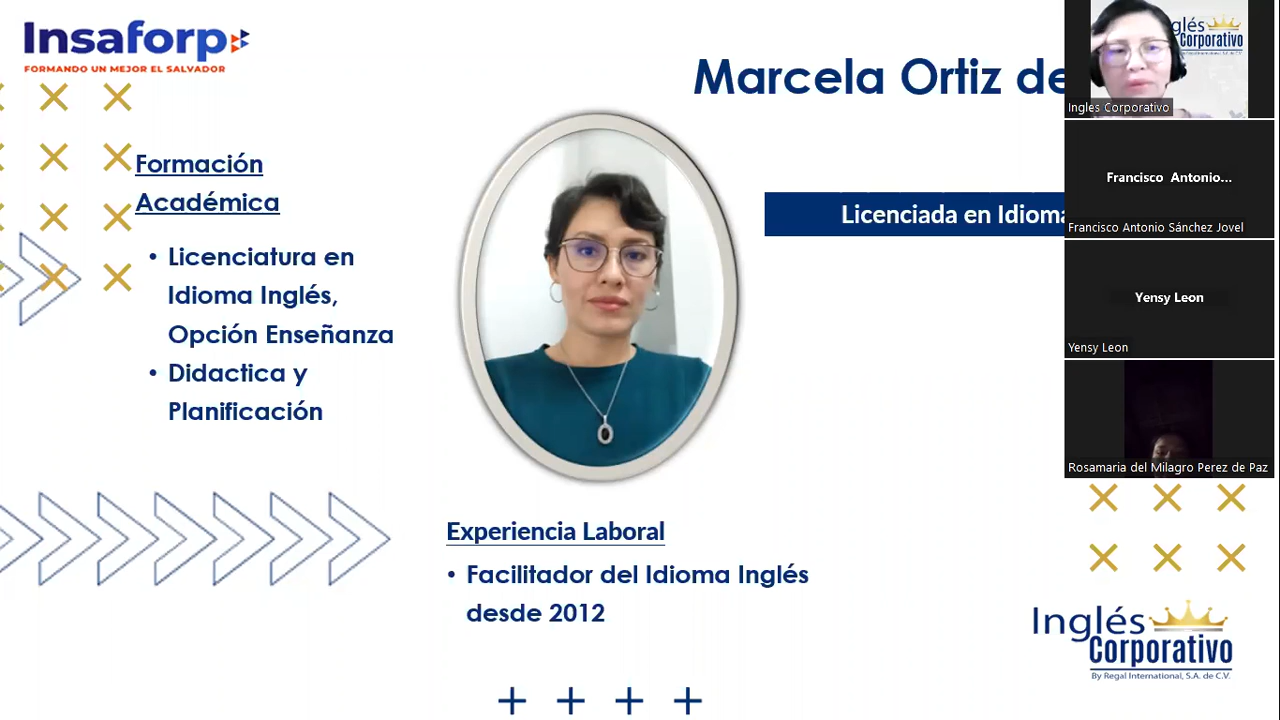 Insaforp
FORMANDO UN MEJOR EL SALVADOR
Marcela Ortiz de
Formación
Académica
• Licenciatura en
Idioma Inglés,
Opción Enseñanza
• Didactica y
Planificación
Licenciada en Idioma
Experiencia Laboral
• Facilitador del Idioma Inglés
desde 2012
Inglés
Corporativo
By Regal International, S.A. de C.V.
glés
Corporativo
Ingles Corporativo
Francisco Antonio...
Francisco Antonio Sánchez Jovel
Yensy Leon
Yensy Leon
Rosamaria del Milagro Perez de Paz